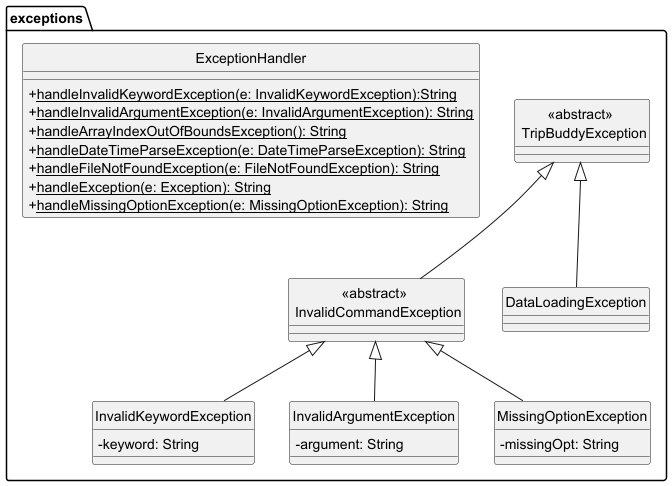 exceptions
ExceptionHandler
+handleInvalidKeywordException(e: InvalidKeywordException):String
+handleInvalidArgumentException(e: InvalidArgumentException): String
+handleArrayIndexOutOfBoundsException(): String
+handleDateTimeParseException(e: DateTimeParseException): String
+handleFileNotFoundException(e: FileNotFoundException): String
+handleException(e: Exception): String
+handleMissingOptionException(e: MissingOptionException): String
«abstract»
TripBuddyException
«abstract»
InvalidCommandException
DataLoadingException
InvalidKeywordException
-keyword: String
InvalidArgumentException
-argument: String
MissingOptionException
-missingOpt: String